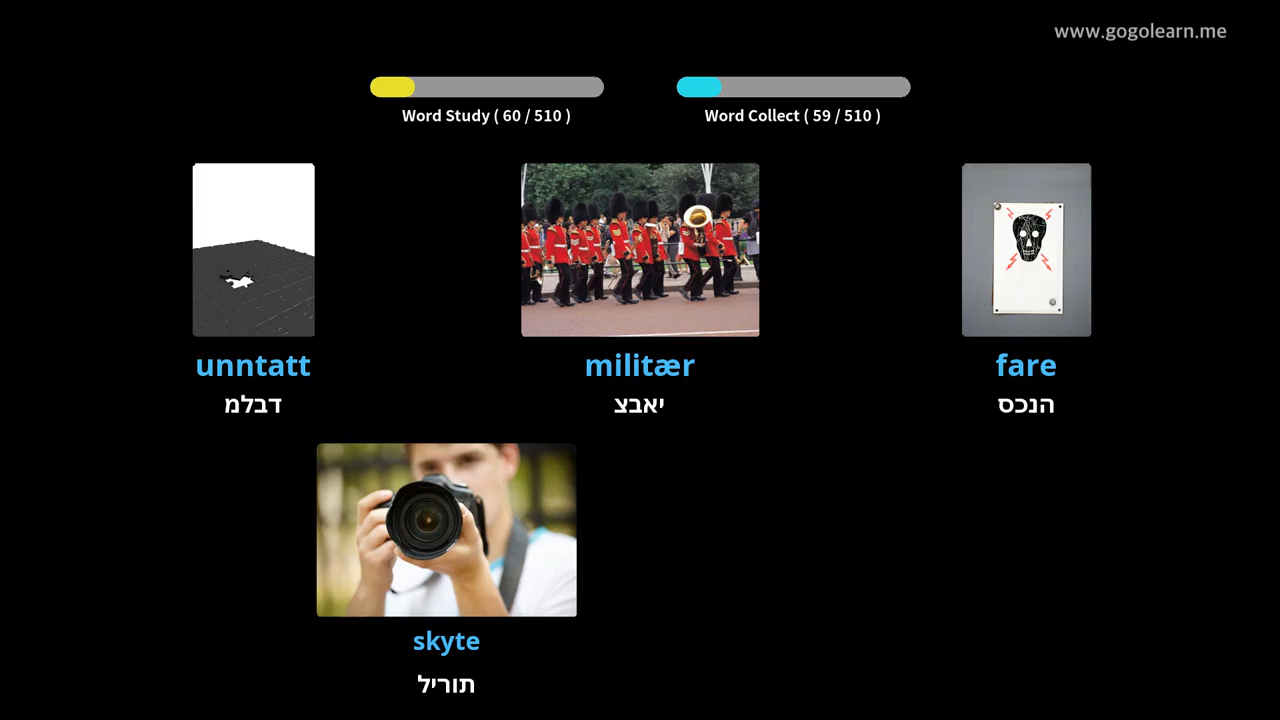 www.gogolearn.me
Word Study ( 60 / 510 )
Word Collect ( 59 / 510 )
unntatt
דבלמ
militær
יאבצ
fare
הנכס
skyte
תוריל